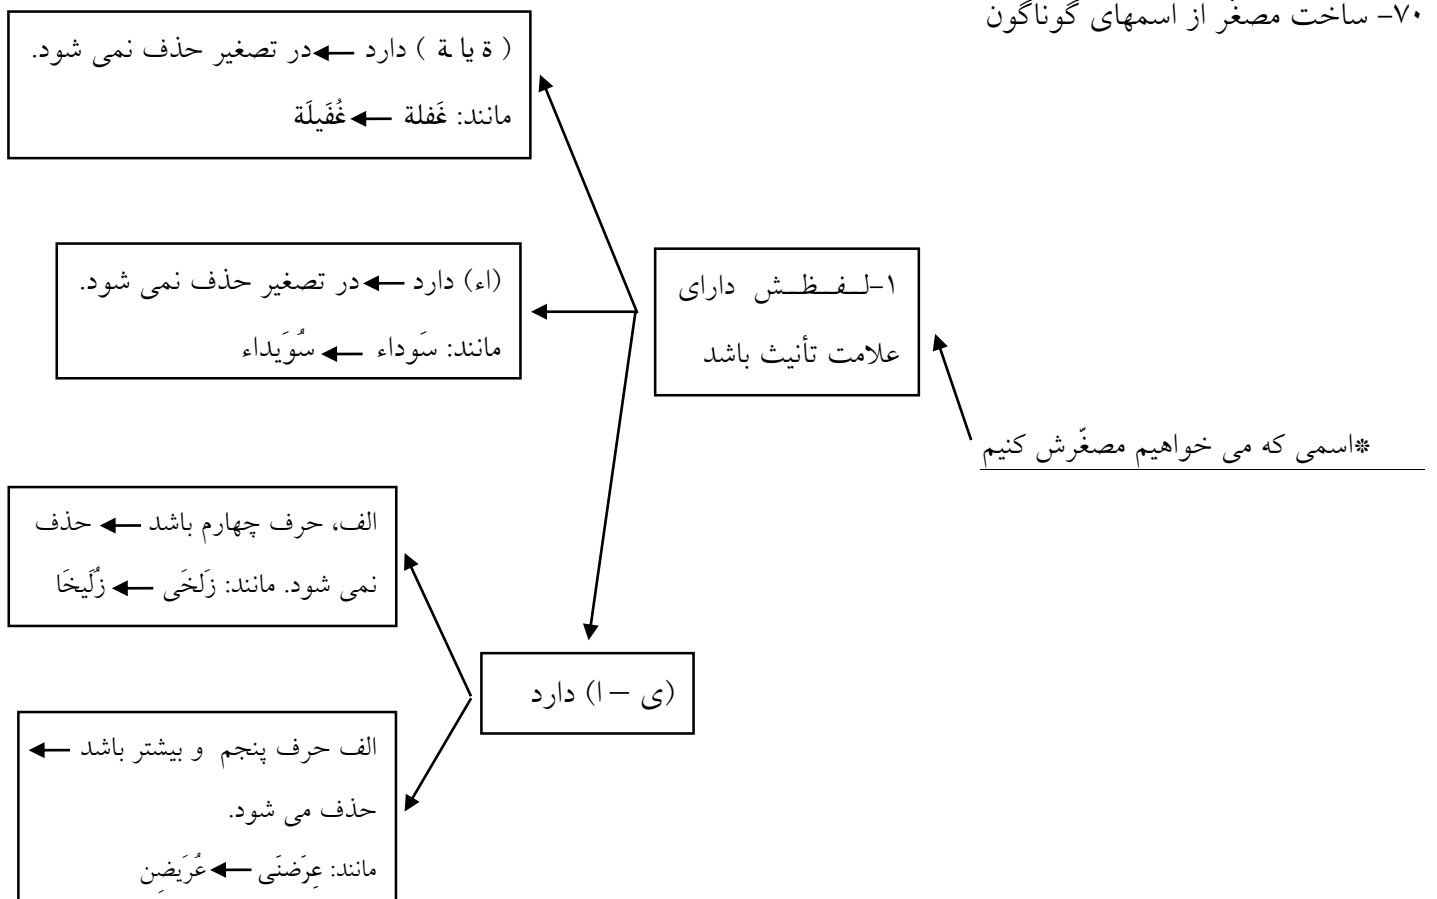 ۷۰- ساخت مصغّر از اسمهای گوناگون
*اسمی که می خواهیم مصغّرش کنیم
۱-لـفـظـش دارای
علامت تأنیث باشد
( ة یا ـة ) دارد ←در تصغیر حذف نمی شود.
مانند: غَفلة ←غُفَیلَة
(اء) دارد ←در تصغیر حذف نمی شود.
مانند: سَوداء ← سُوَیداء
(ی – ا) دارد
الف، حرف چهارم باشد ← حذف
نمی شود. مانند: زَلخَی ← زُلَیخَا
الف حرف پنجم و بیشتر باشد ←
حذف می شود.
مانند: عِرَضنَی ←عُرَیضِن